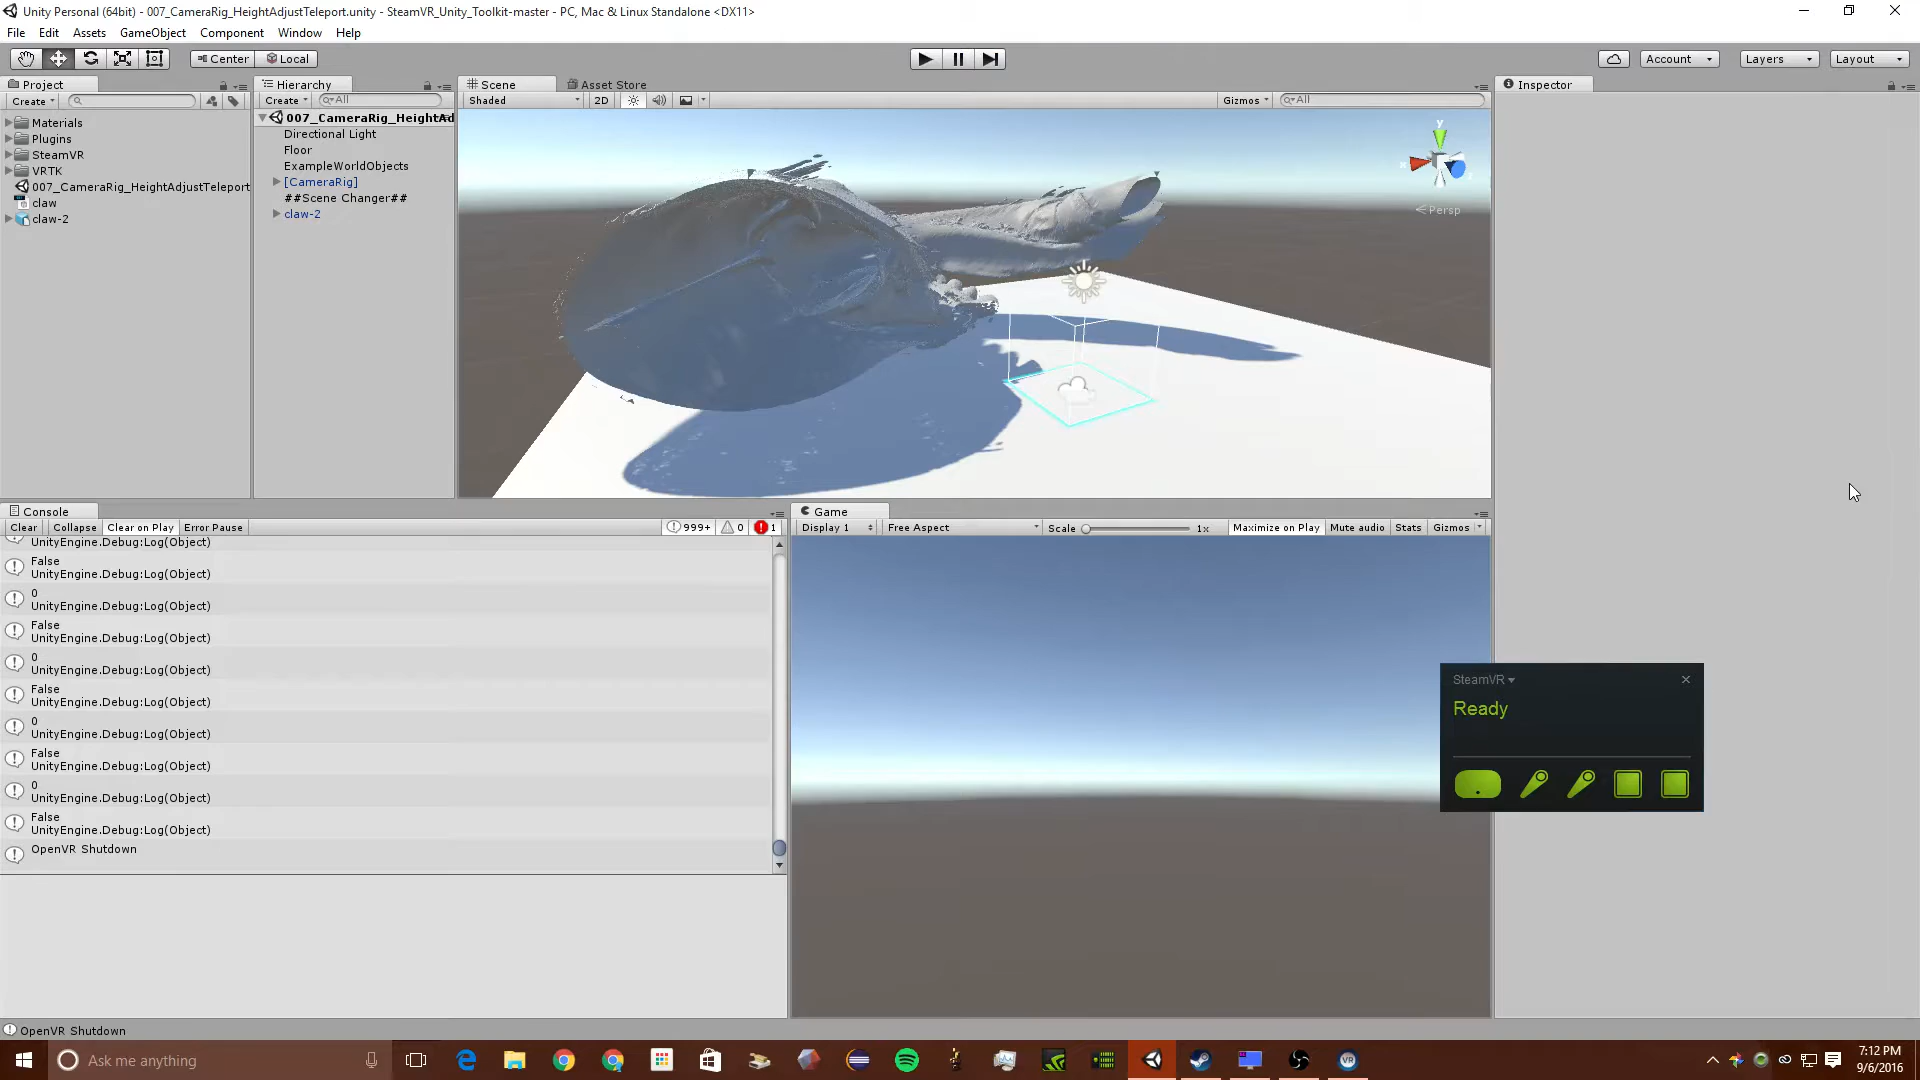 Unity Personal (64bit) - 007_CameraRig_HeightAdjustTeleport.unity - SteamVR_Unity_Toolkit-master - PC, Mac & Linux Standalone <DX11>
File Edit Assets GameObject Component Window Help
Center Local Account Layers Layout
Project Hierarchy Scene Asset Store Inspector
Create Create All Shaded 2D Gizmos All
Materials
Plugins
SteamVR
VRTK
007_CameraRig_HeightAdjustTeleport
claw
claw-2
007_CameraRig_HeightAd
Directional Light
Floor
ExampleWorldObjects
[CameraRig]
##Scene Changer##
claw-2
y
Persp
Console
Clear Collapse Clear on Play Error Pause 999+ 0 1
UnityEngine.Debug:Log(Object)
False
UnityEngine.Debug:Log(Object)
0
UnityEngine.Debug:Log(Object)
False
UnityEngine.Debug:Log(Object)
0
UnityEngine.Debug:Log(Object)
False
UnityEngine.Debug:Log(Object)
0
UnityEngine.Debug:Log(Object)
False
UnityEngine.Debug:Log(Object)
0
UnityEngine.Debug:Log(Object)
False
UnityEngine.Debug:Log(Object)
OpenVR Shutdown
Game
Display 1 Free Aspect Scale 1x Maximize on Play Mute audio Stats Gizmos
SteamVR
Ready
OpenVR Shutdown
Ask me anything
VR
7:12 PM
9/6/2016